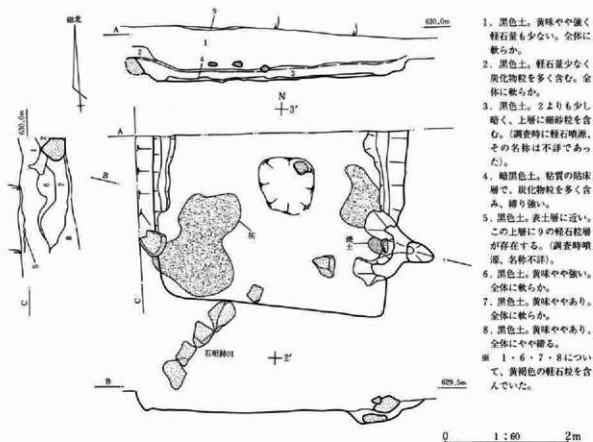 磁北
A
9
630.0m
1
2
4
3
N
3′
630.0m
1
2
6
7
8
5
C
A
B
C
灰
焼土
石組跡01
2′
B
629.5m
0 1:60 2m
1．黒色土。黄味やや強く
軽石量も少ない。全体に
軟らか。
2．黒色土。軽石量少なく
炭化物粒を多く含む。全
体に軟らか。
3．黒色土。2よりも少し
暗く、上層に細砂粒を含
む。（調査時に軽石噴源、
その名称は不詳であっ
た）。
4．暗黒色土。粘質の貼床
層で、炭化物粒を多く含
み、締り強い。
5．黒色土。表土層に近い。
この上層に9の軽石粒層
が存在する。（調査時噴
源、名称不詳）。
6．黒色土。黄味やや強い。
全体に軟らか。
7．黒色土。黄味ややあり。
全体に軟らか。
8．黒色土。黄味ややあり、
全体にやや締る。
※ 1・6・7・8につい
て、黄褐色の軽石粒を含
んでいた。